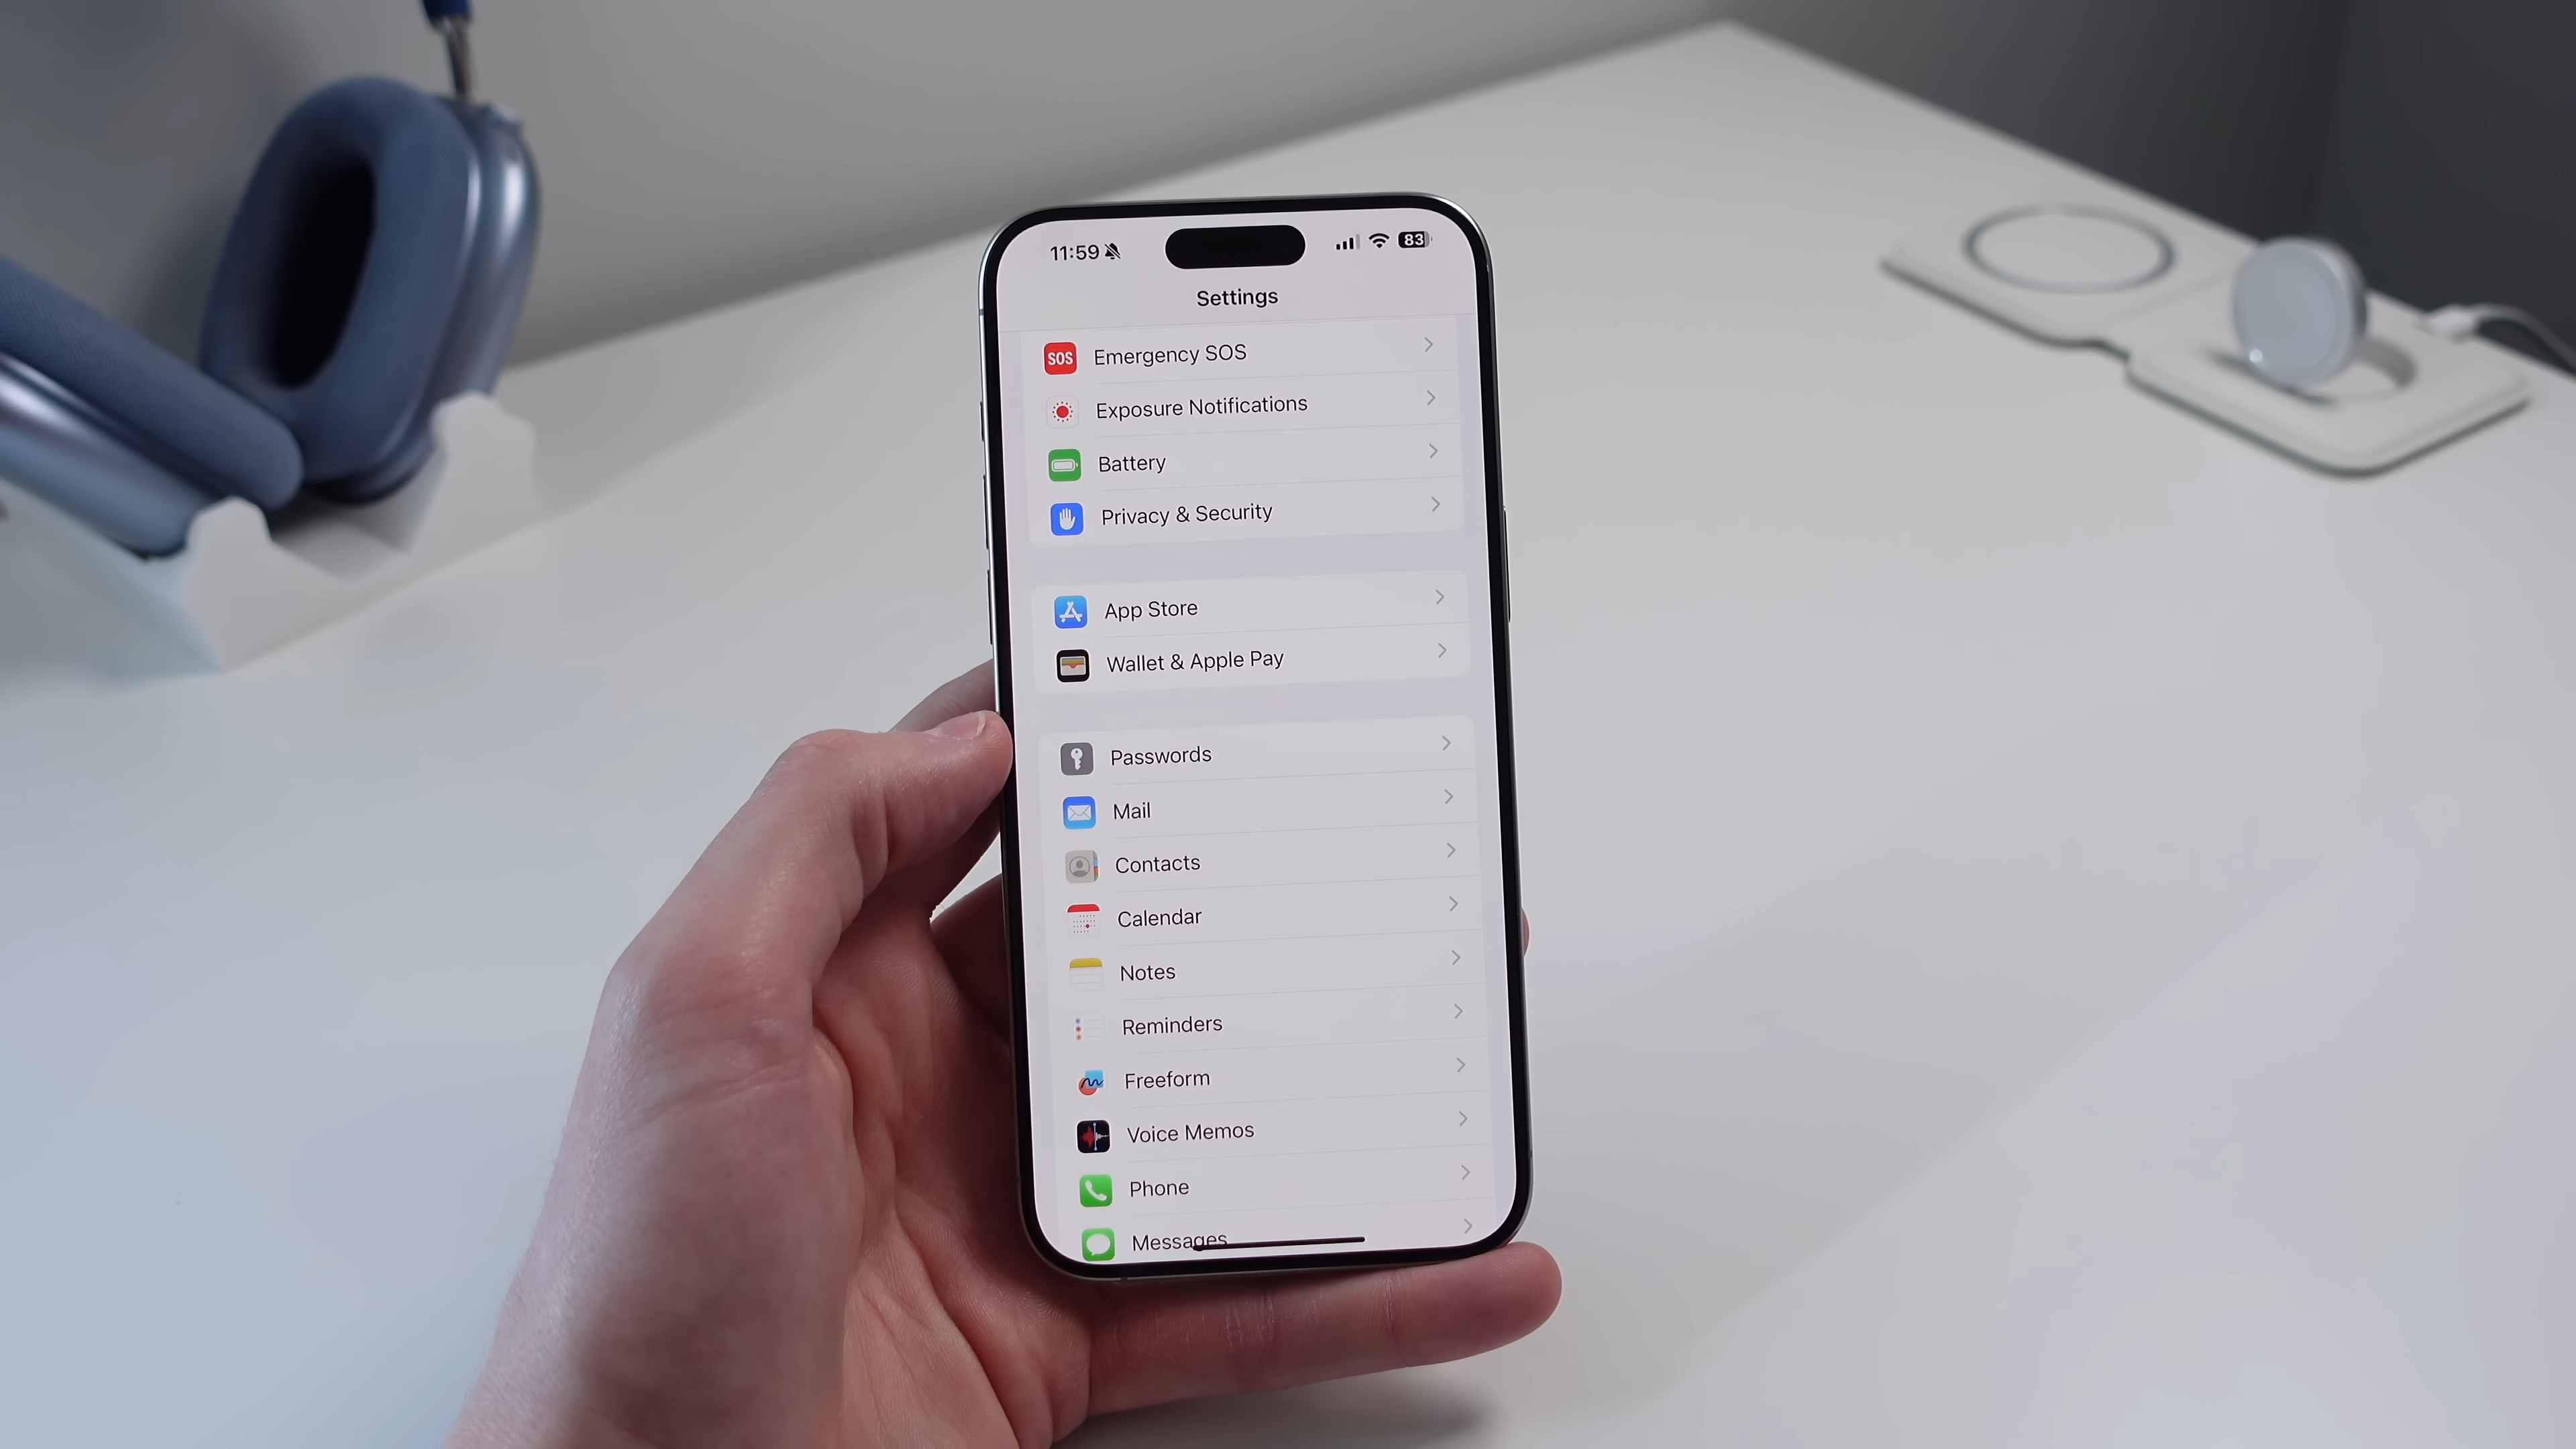 11:59
83
Settings
SOS
Emergency SOS
Exposure Notifications
Battery
Privacy & Security
App Store
Wallet & Apple Pay
Passwords
Mail
Contacts
Calendar
Notes
Reminders
Freeform
Voice Memos
Phone
Messages